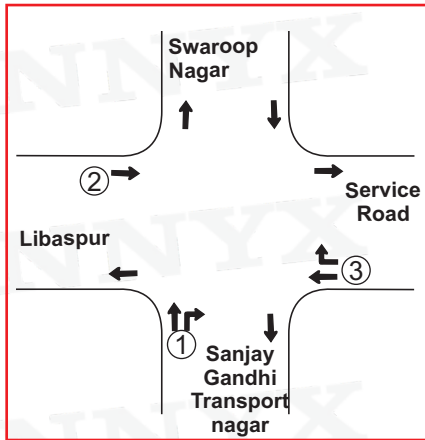 Swaroop
Nagar
2
Service
Road
Libaspur
3
1
Sanjay
Gandhi
Transport
nagar